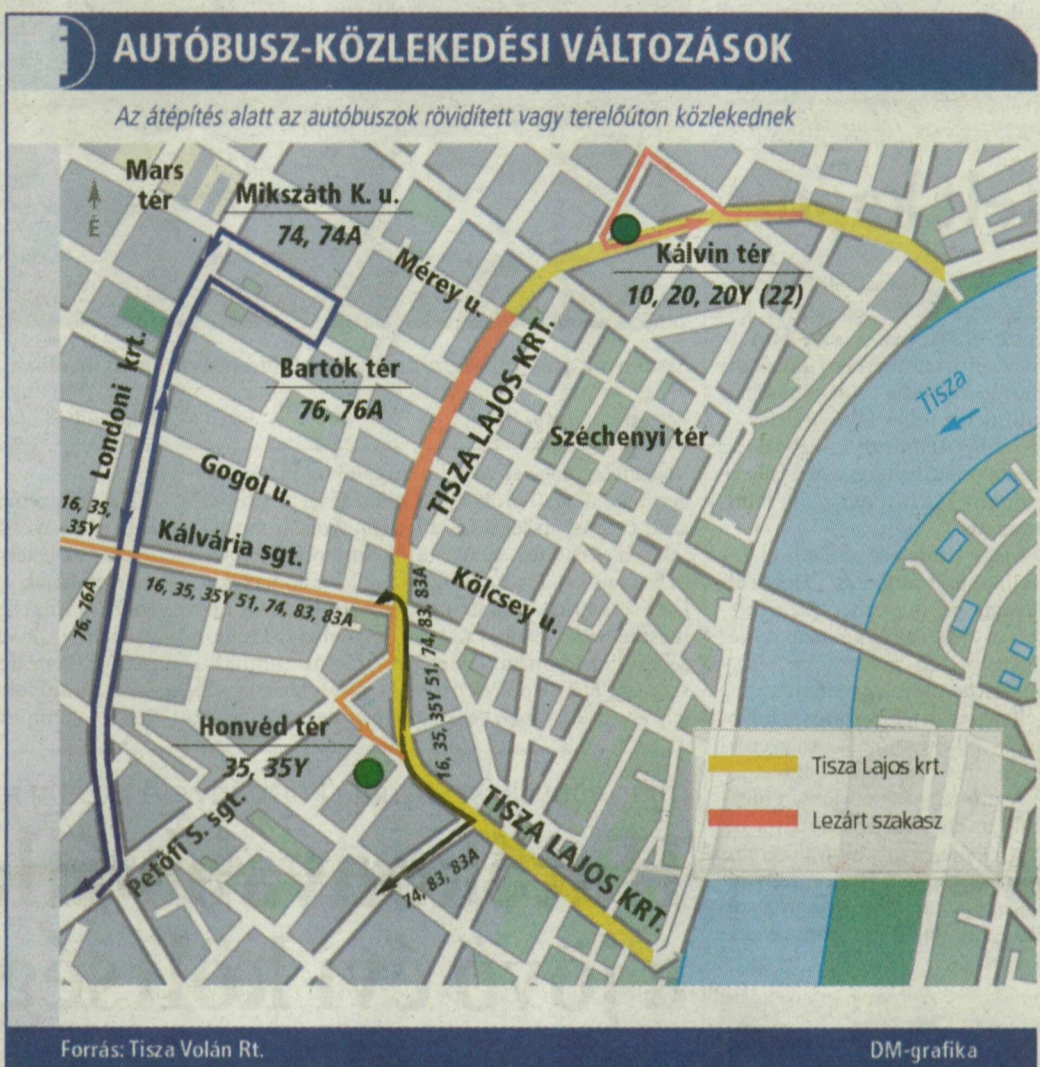 i
AUTÓBUSZ-KÖZLEKEDÉSI VÁLTOZÁSOK
Az átépítés alatt az autóbuszok rövidített vagy terelőúton közlekednek
Mars
tér
É
Mikszáth K. u.
74, 74A
Mérey u.
Kálvin tér
10, 20, 20Y (22)
Londoni krt.
Bartók tér
76, 76A
TISZA LAJOS KRT.
Széchenyi tér
Tisza
Gogol u.
16, 35,
35Y
Kálvária sgt.
16, 35, 35Y 51, 74, 83, 83A
76, 76A
Kölcsey u.
16, 35, 35Y 51, 74, 83, 83A
Honvéd tér
35, 35Y
Petőfi S. sgt.
74, 83, 83A
TISZA LAJOS KRT.
Tisza Lajos krt.
Lezárt szakasz
Forrás: Tisza Volán Rt.
DM-grafika